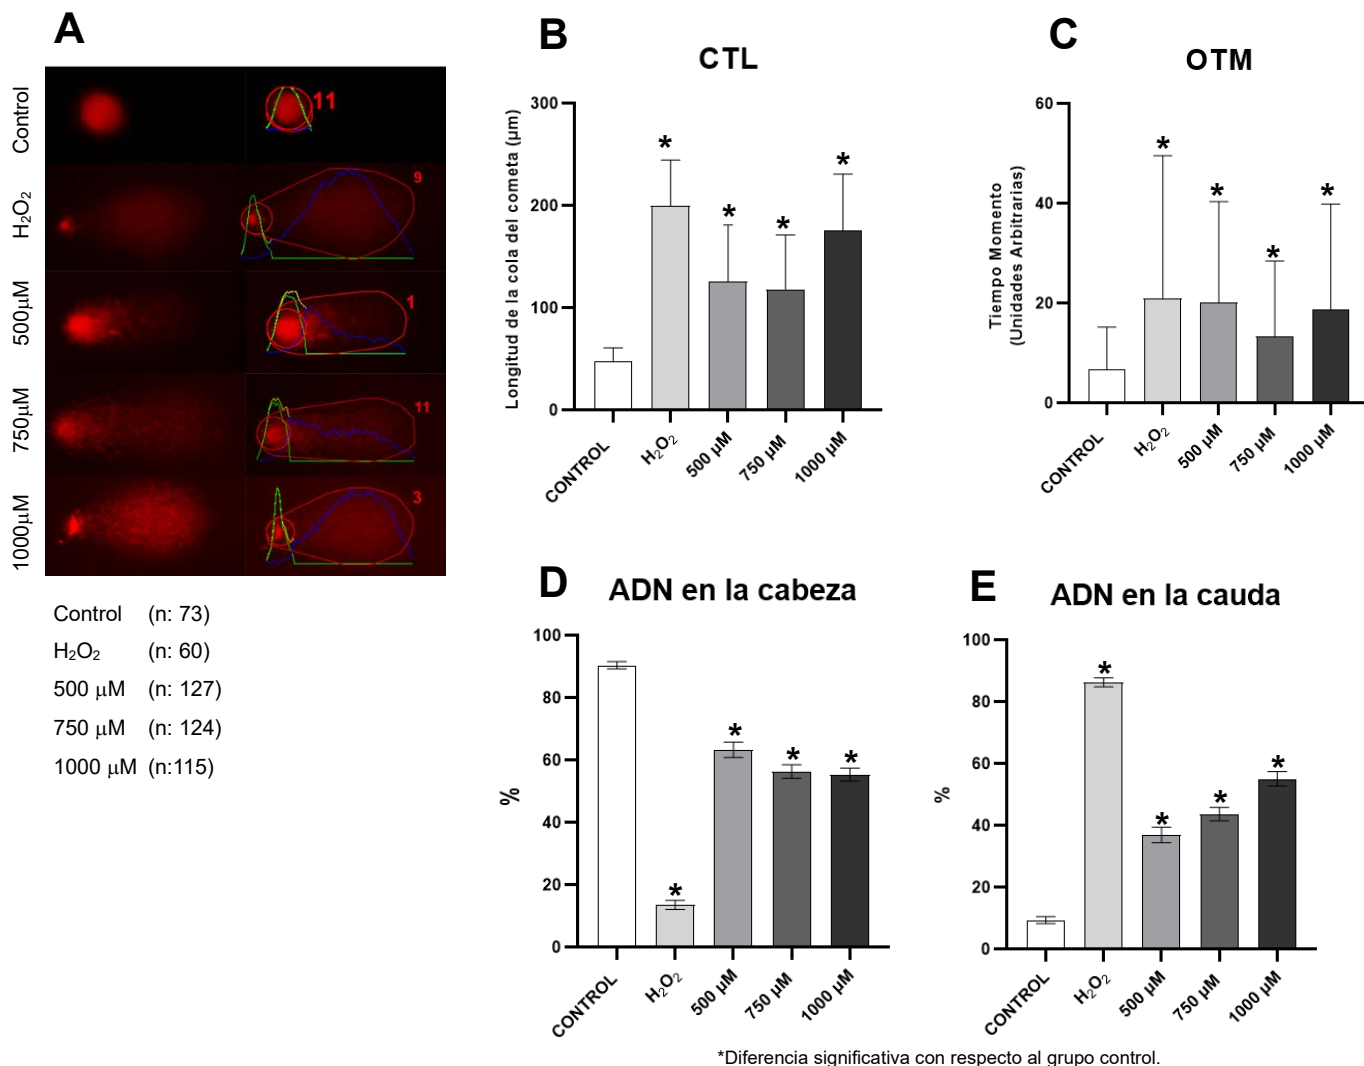 A
Control
11
H₂O₂
9
500μM
1
750μM
11
1000μM
3
Control (n: 73)
H₂O₂ (n: 60)
500 μM (n: 127)
750 μM (n: 124)
1000 μM (n:115)
B
CTL
Longitud de la cola del cometa (μm)
300
200
100
0
CONTROL
H₂O₂
500 μM
750 μM
1000 μM
*
*
*
*
C
OTM
Tiempo Momento
(Unidades Arbitrarias)
60
40
20
0
CONTROL
H₂O₂
500 μM
750 μM
1000 μM
*
*
*
*
D
ADN en la cabeza
%
100
80
60
40
20
0
CONTROL
H₂O₂
500 μM
750 μM
1000 μM
*
*
*
*
E
ADN en la cauda
%
100
80
60
40
20
0
CONTROL
H₂O₂
500 μM
750 μM
1000 μM
*
*
*
*
*Diferencia significativa con respecto al grupo control.